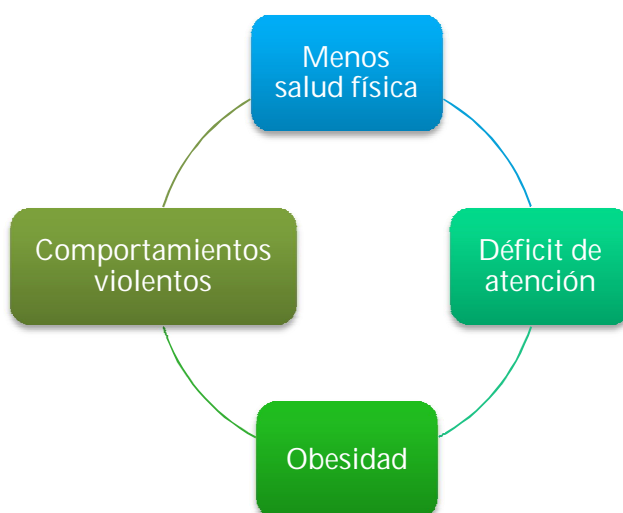 Menos
salud física
Comportamientos
violentos
Déficit de
atención
Obesidad